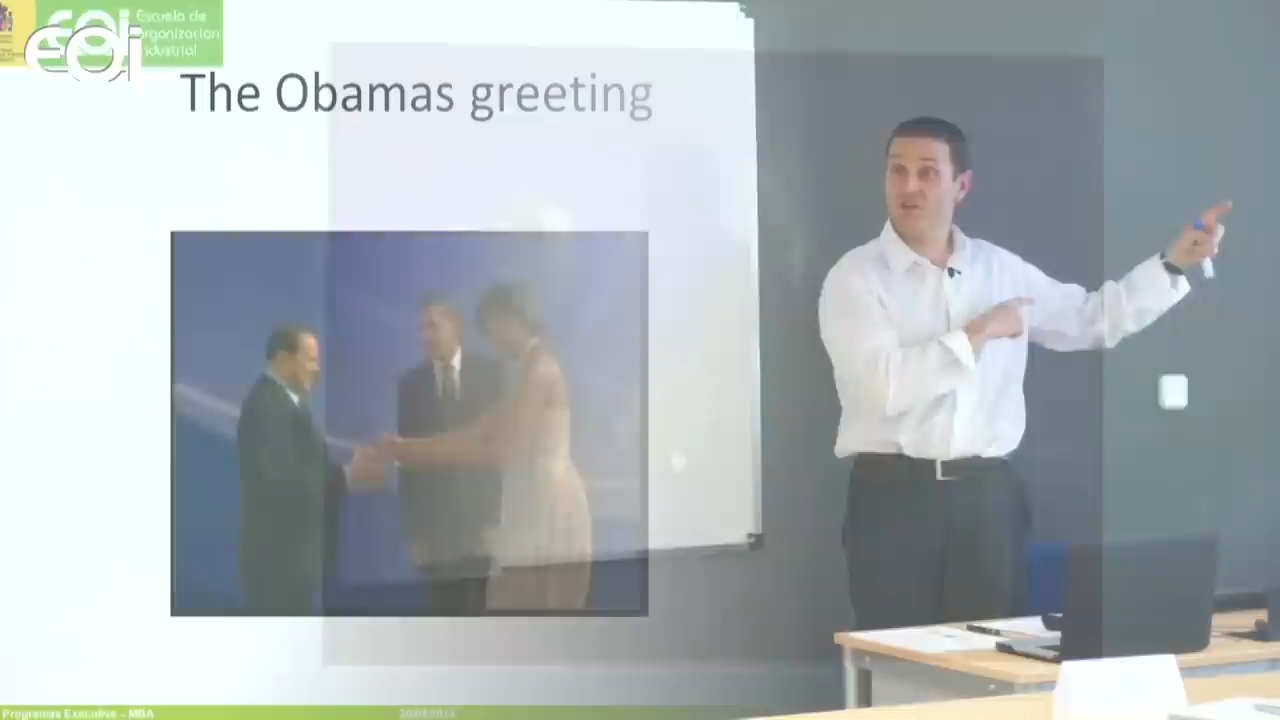 Escuela de
organización
industrial
eoi
The Obamas greeting
Programas Executive - MBA